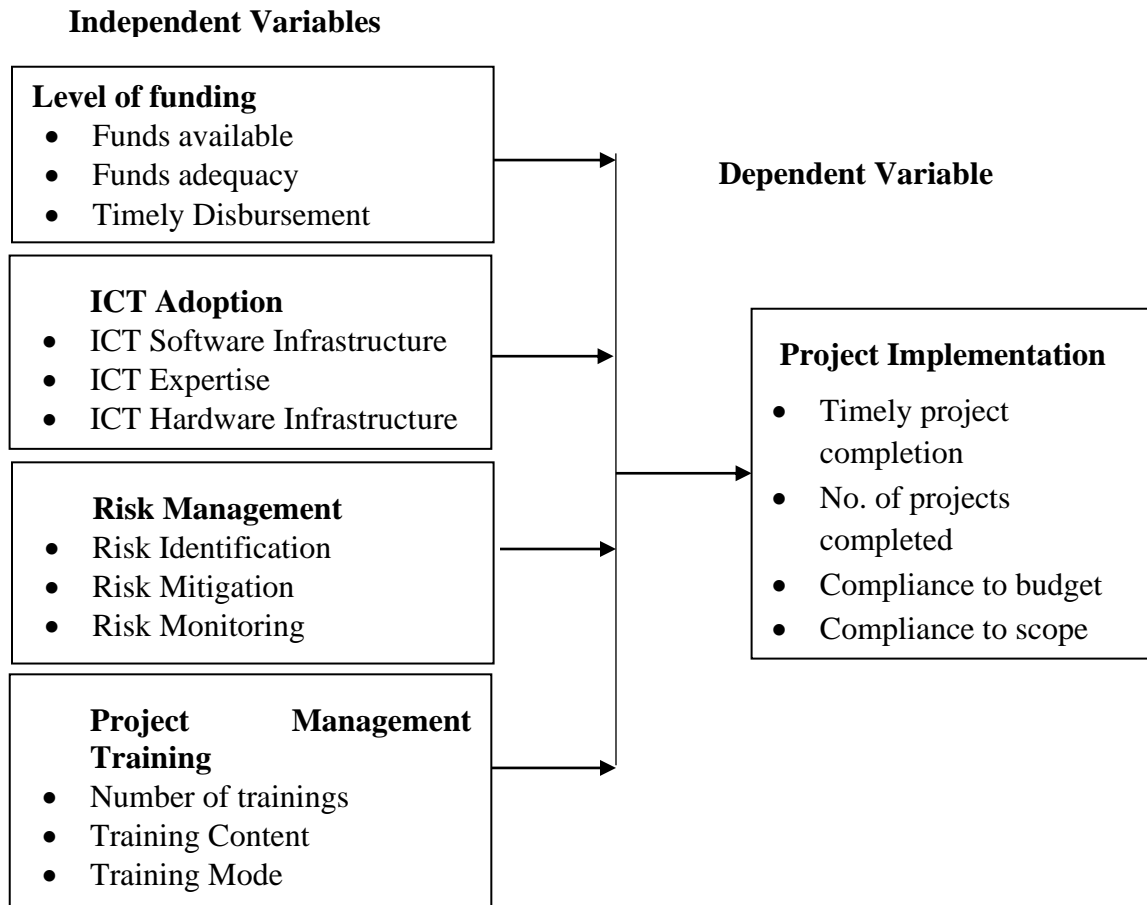 Independent Variables
Level of funding
• Funds available
• Funds adequacy
• Timely Disbursement
ICT Adoption
• ICT Software Infrastructure
• ICT Expertise
• ICT Hardware Infrastructure
Risk Management
• Risk Identification
• Risk Mitigation
• Risk Monitoring
Project Management
Training
• Number of trainings
• Training Content
• Training Mode
Dependent Variable
Project Implementation
• Timely project
completion
• No. of projects
completed
• Compliance to budget
• Compliance to scope